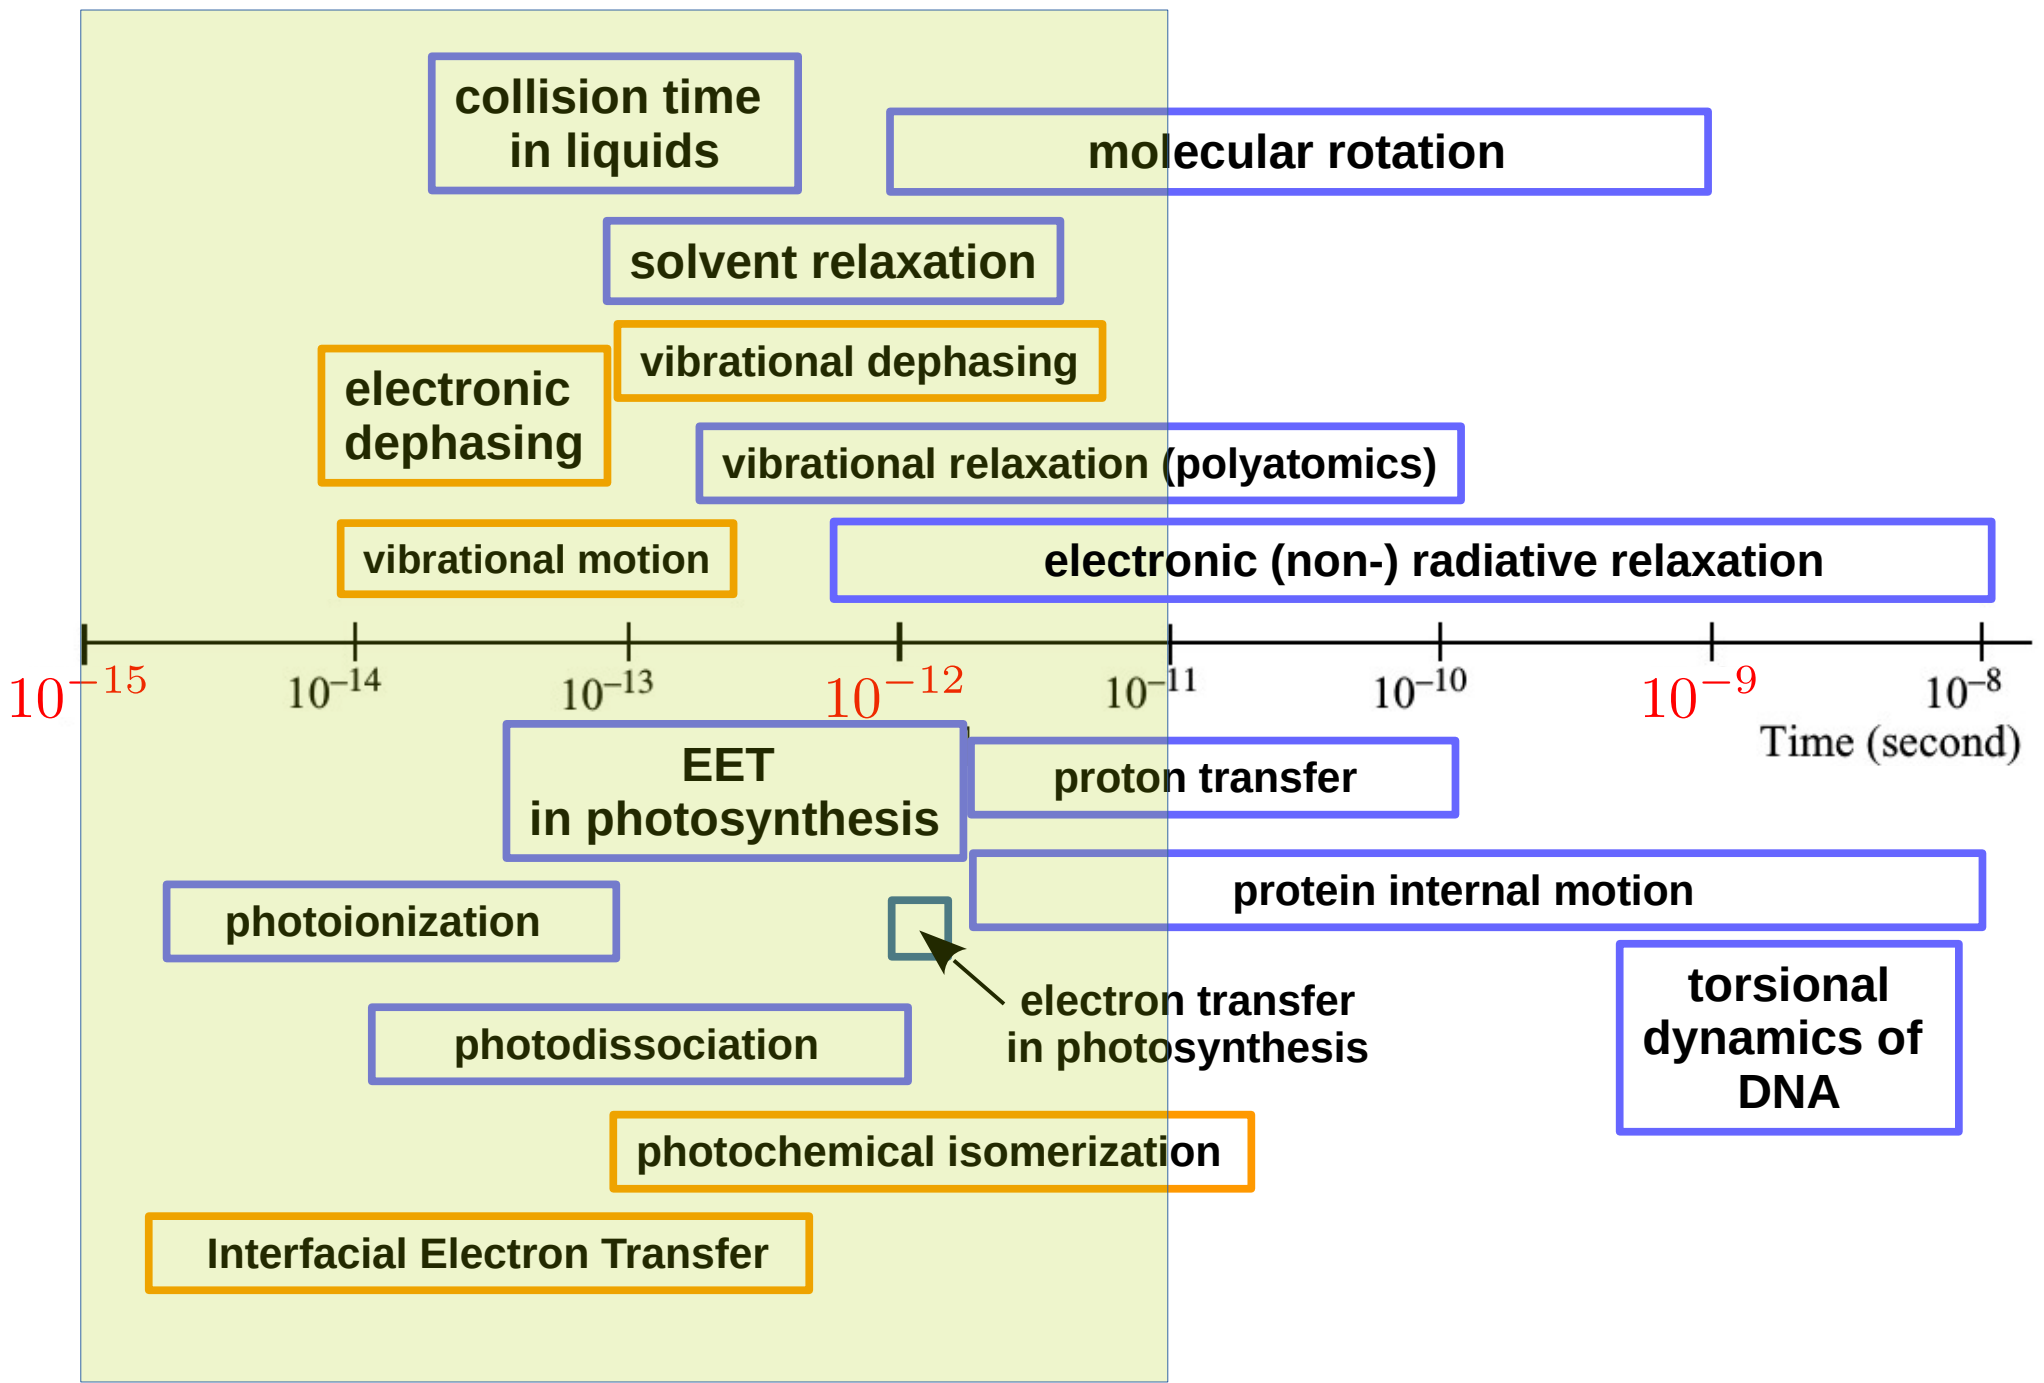 collision time
in liquids
molecular rotation
solvent relaxation
vibrational dephasing
electronic
dephasing
vibrational relaxation (polyatomics)
vibrational motion
electronic (non-) radiative relaxation
10⁻¹⁵
10⁻¹⁴
10⁻¹³
10⁻¹²
10⁻¹¹
10⁻¹⁰
10⁻⁹
10⁻⁸
Time (second)
EET
in photosynthesis
proton transfer
protein internal motion
photoionization
electron transfer
in photosynthesis
torsional
dynamics of
DNA
photodissociation
photochemical isomerization
Interfacial Electron Transfer